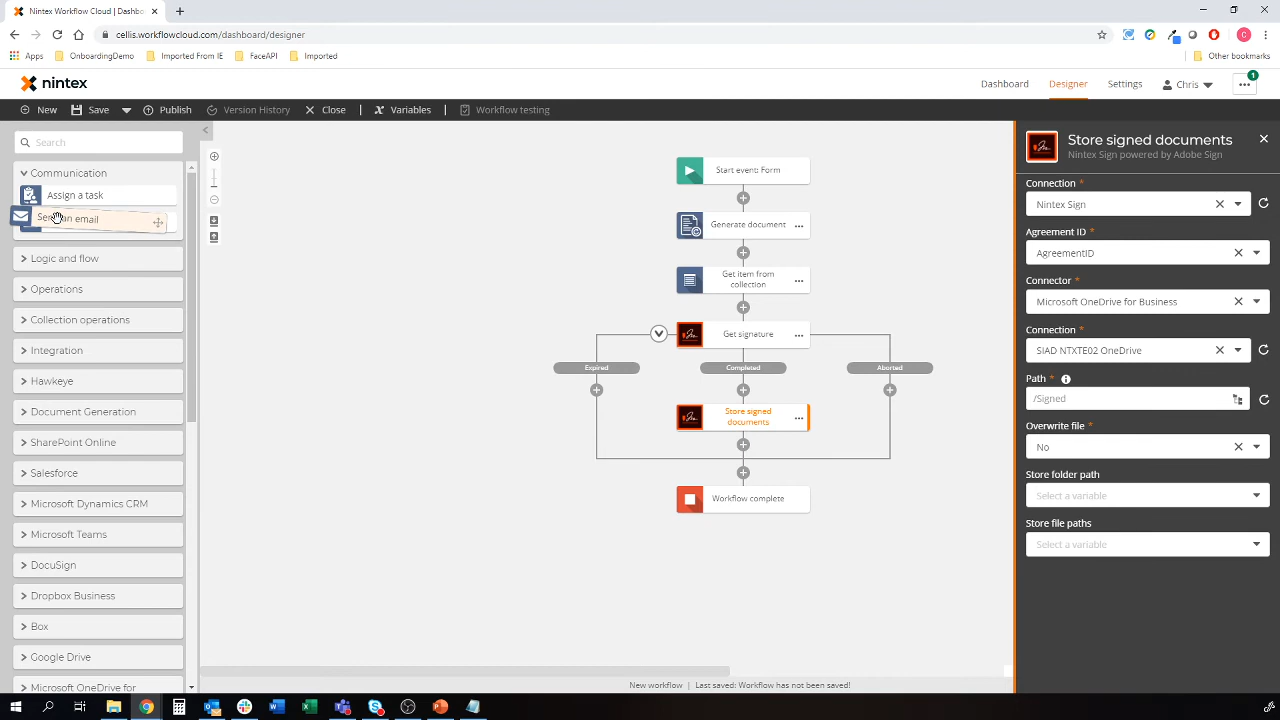 Nintex Workflow Cloud | Dashbo
cellis.workflowcloud.com/dashboard/designer
C
Apps
OnboardingDemo
Imported From IE
FaceAPI
Imported
Other bookmarks
nintex
Dashboard
Designer
Settings
Chris
1
New
Save
Publish
Version History
Close
Variables
Workflow testing
Search
Communication
Assign a task
Send an email
Logic and flow
Operations
Collection operations
Integration
Hawkeye
Document Generation
SharePoint Online
Salesforce
Microsoft Dynamics CRM
Microsoft Teams
DocuSign
Dropbox Business
Box
Google Drive
Microsoft OneDrive for
Start event: Form
Generate document
Get item from
collection
Get signature
Expired
Completed
Aborted
Store signed
documents
Workflow complete
New workflow | Last saved: Workflow has not been saved!
Store signed documents
Nintex Sign powered by Adobe Sign
Connection *
Nintex Sign
Agreement ID *
AgreementID
Connector *
Microsoft OneDrive for Business
Connection *
SIAD NTXTE02 OneDrive
Path *
/Signed
Overwrite file *
No
Store folder path
Select a variable
Store file paths
Select a variable